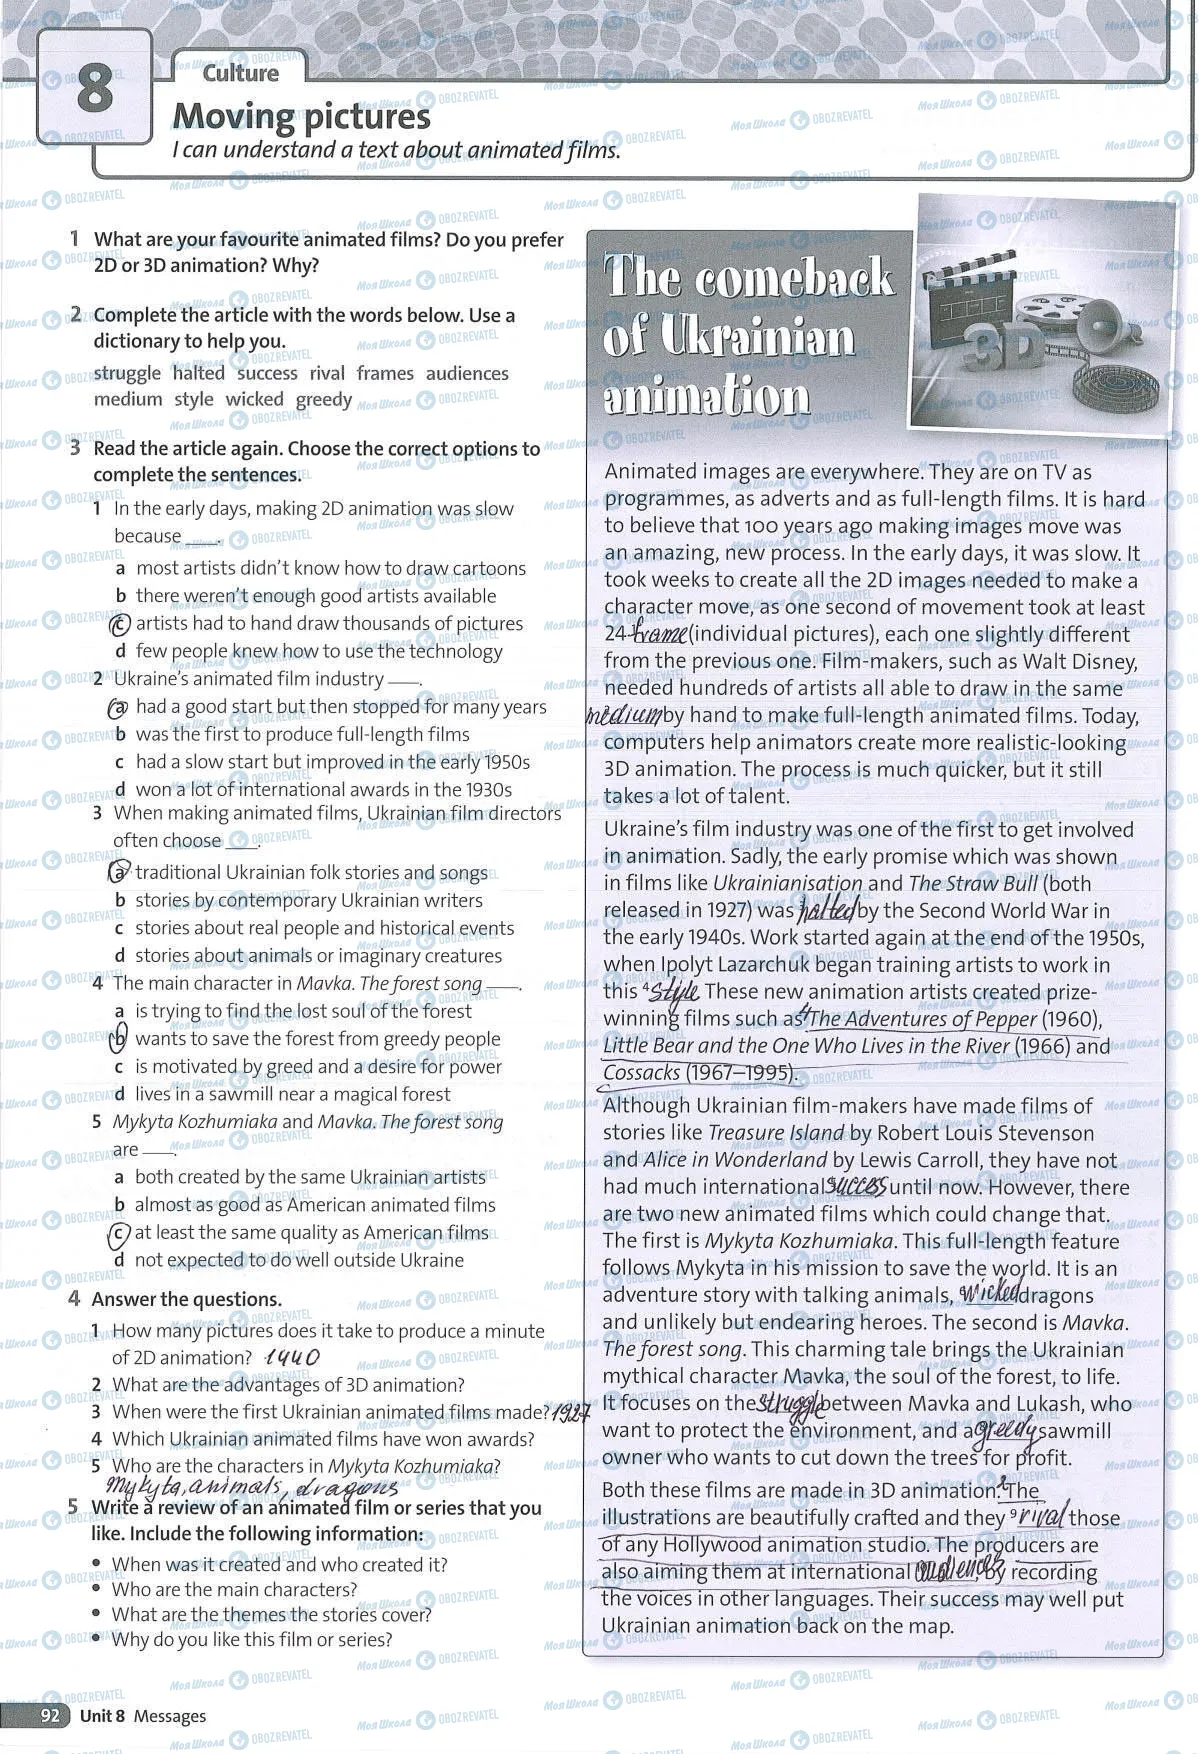 8
Culture
Moving pictures
I can understand a text about animated films.
1 What are your favourite animated films? Do you prefer
2D or 3D animation? Why?
2 Complete the article with the words below. Use a
dictionary to help you.
struggle halted success rival frames audiences
medium style wicked greedy
3 Read the article again. Choose the correct options to
complete the sentences.
1 In the early days, making 2D animation was slow
because ___.
a most artists didn't know how to draw cartoons
b there weren't enough good artists available
c artists had to hand draw thousands of pictures
d few people knew how to use the technology
2 Ukraine's animated film industry ___.
a had a good start but then stopped for many years
b was the first to produce full-length films
c had a slow start but improved in the early 1950s
d won a lot of international awards in the 1930s
3 When making animated films, Ukrainian film directors
often choose ___.
a traditional Ukrainian folk stories and songs
b stories by contemporary Ukrainian writers
c stories about real people and historical events
d stories about animals or imaginary creatures
4 The main character in Mavka. The forest song ___.
a is trying to find the lost soul of the forest
b wants to save the forest from greedy people
c is motivated by greed and a desire for power
d lives in a sawmill near a magical forest
5 Mykyta Kozhumiaka and Mavka. The forest song
are ___.
a both created by the same Ukrainian artists
b almost as good as American animated films
c at least the same quality as American films
d not expected to do well outside Ukraine
4 Answer the questions.
1 How many pictures does it take to produce a minute
of 2D animation? 1440
2 What are the advantages of 3D animation?
3 When were the first Ukrainian animated films made? 1927
4 Which Ukrainian animated films have won awards?
5 Who are the characters in Mykyta Kozhumiaka?
Mykyta, animals, dragons
5 Write a review of an animated film or series that you
like. Include the following information:
• When was it created and who created it?
• Who are the main characters?
• What are the themes the stories cover?
• Why do you like this film or series?
The comeback
of Ukrainian
animation
3D
Animated images are everywhere. They are on TV as
programmes, as adverts and as full-length films. It is hard
to believe that 100 years ago making images move was
an amazing, new process. In the early days, it was slow. It
took weeks to create all the 2D images needed to make a
character move, as one second of movement took at least
24 frame (individual pictures), each one slightly different
from the previous one. Film-makers, such as Walt Disney,
needed hundreds of artists all able to draw in the same
medium by hand to make full-length animated films. Today,
computers help animators create more realistic-looking
3D animation. The process is much quicker, but it still
takes a lot of talent.
Ukraine's film industry was one of the first to get involved
in animation. Sadly, the early promise which was shown
in films like Ukrainianisation and The Straw Bull (both
released in 1927) was halted by the Second World War in
the early 1940s. Work started again at the end of the 1950s,
when Ipolyt Lazarchuk began training artists to work in
this 4 style These new animation artists created prize-
winning films such as 4 The Adventures of Pepper (1960),
Little Bear and the One Who Lives in the River (1966) and
Cossacks (1967–1995).
Although Ukrainian film-makers have made films of
stories like Treasure Island by Robert Louis Stevenson
and Alice in Wonderland by Lewis Carroll, they have not
had much international success until now. However, there
are two new animated films which could change that.
The first is Mykyta Kozhumiaka. This full-length feature
follows Mykyta in his mission to save the world. It is an
adventure story with talking animals, wicked dragons
and unlikely but endearing heroes. The second is Mavka.
The forest song. This charming tale brings the Ukrainian
mythical character Mavka, the soul of the forest, to life.
It focuses on the struggle between Mavka and Lukash, who
want to protect the environment, and a greedy sawmill
owner who wants to cut down the trees for profit.
Both these films are made in 3D animation. 2 The
illustrations are beautifully crafted and they 9 rival those
of any Hollywood animation studio. The producers are
also aiming them at international audiences by recording
the voices in other languages. Their success may well put
Ukrainian animation back on the map.
92 Unit 8 Messages
МояШкола OBOZREVATEL